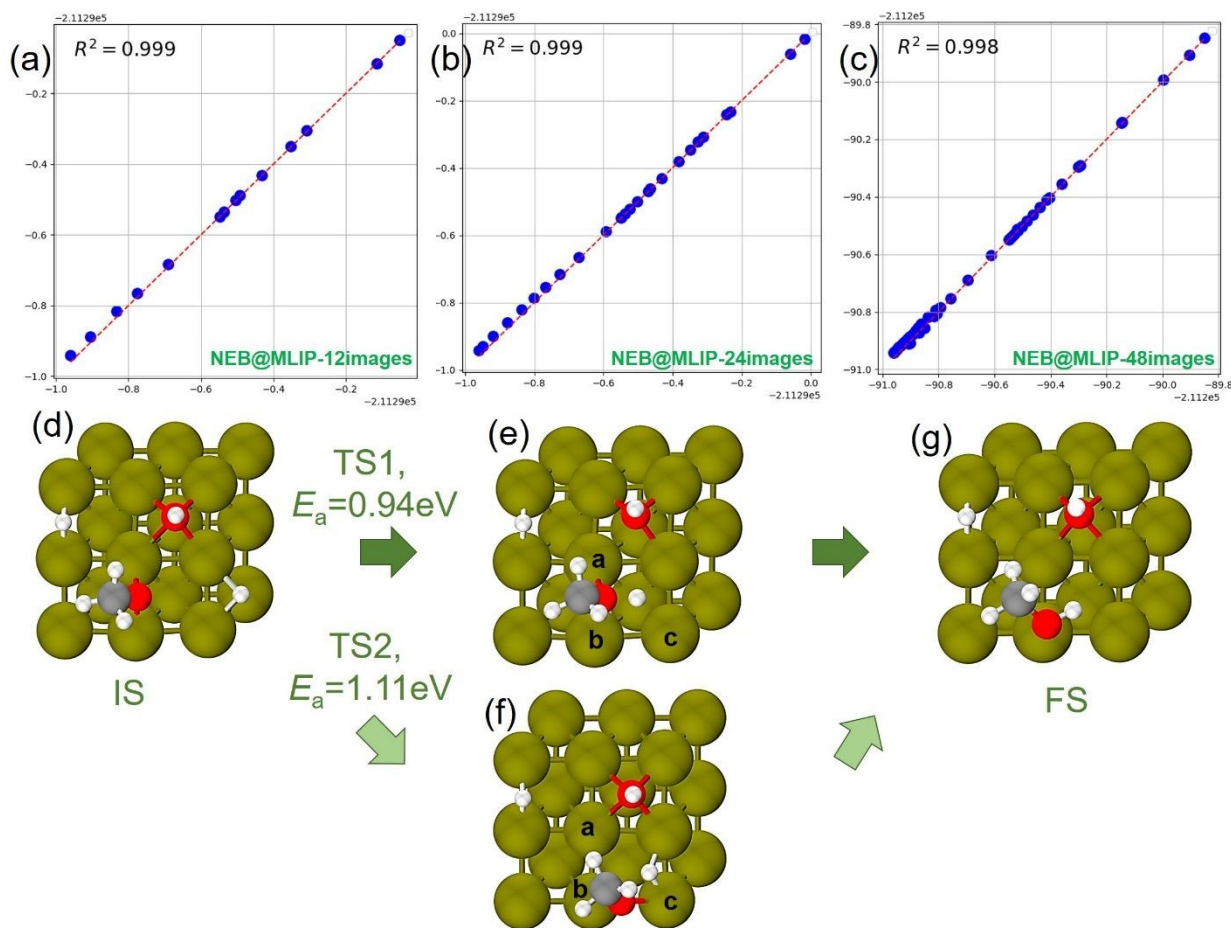 (a)
−2.1129e5
R² = 0.999
−0.2
−0.4
−0.6
−0.8
−1.0
−1.0 −0.8 −0.6 −0.4 −0.2
−2.1129e5
NEB@MLIP-12images
(b)
−2.1129e5
R² = 0.999
0.0
−0.2
−0.4
−0.6
−0.8
−1.0
−1.0 −0.8 −0.6 −0.4 −0.2 0.0
−2.1129e5
NEB@MLIP-24images
(c)
−2.112e5
R² = 0.998
−89.8
−90.0
−90.2
−90.4
−90.6
−90.8
−91.0
−91.0 −90.8 −90.6 −90.4 −90.2 −90.0 −89.8
−2.112e5
NEB@MLIP-48images
(d)
IS
TS1,
Eₐ=0.94eV
TS2,
Eₐ=1.11eV
(e)
a
b
c
(f)
a
b
c
(g)
FS